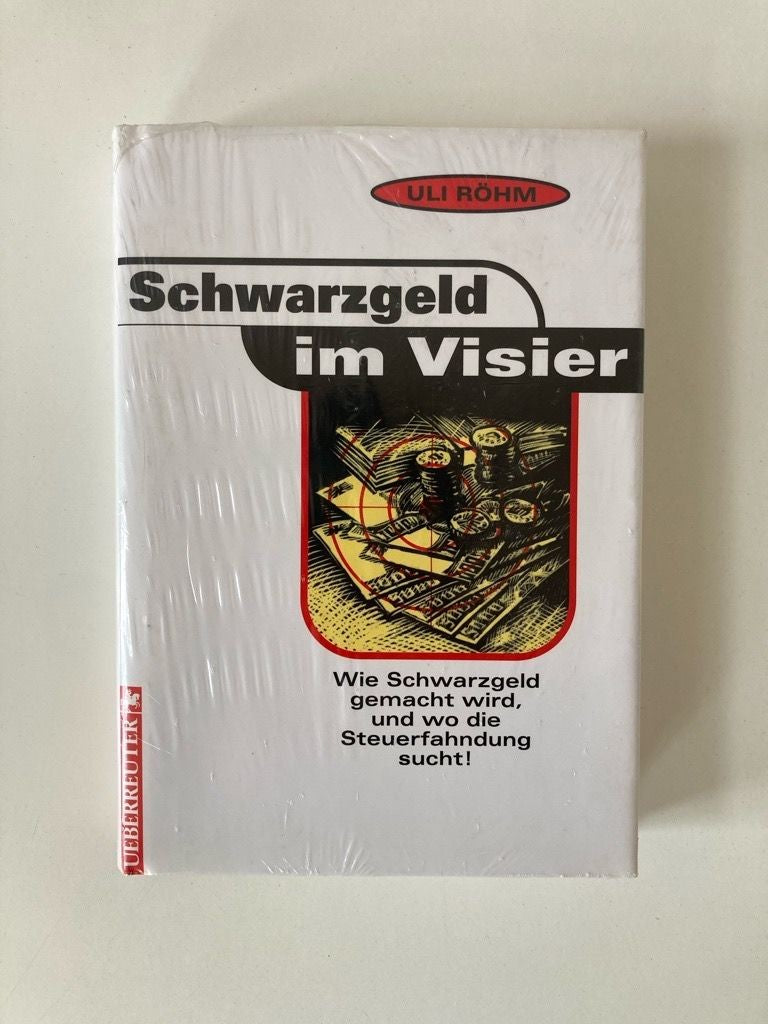 ULI RÖHM
Schwarzgeld
im Visier
Wie Schwarzgeld
gemacht wird,
und wo die
Steuerfahndung
sucht!
UEBERREUTER